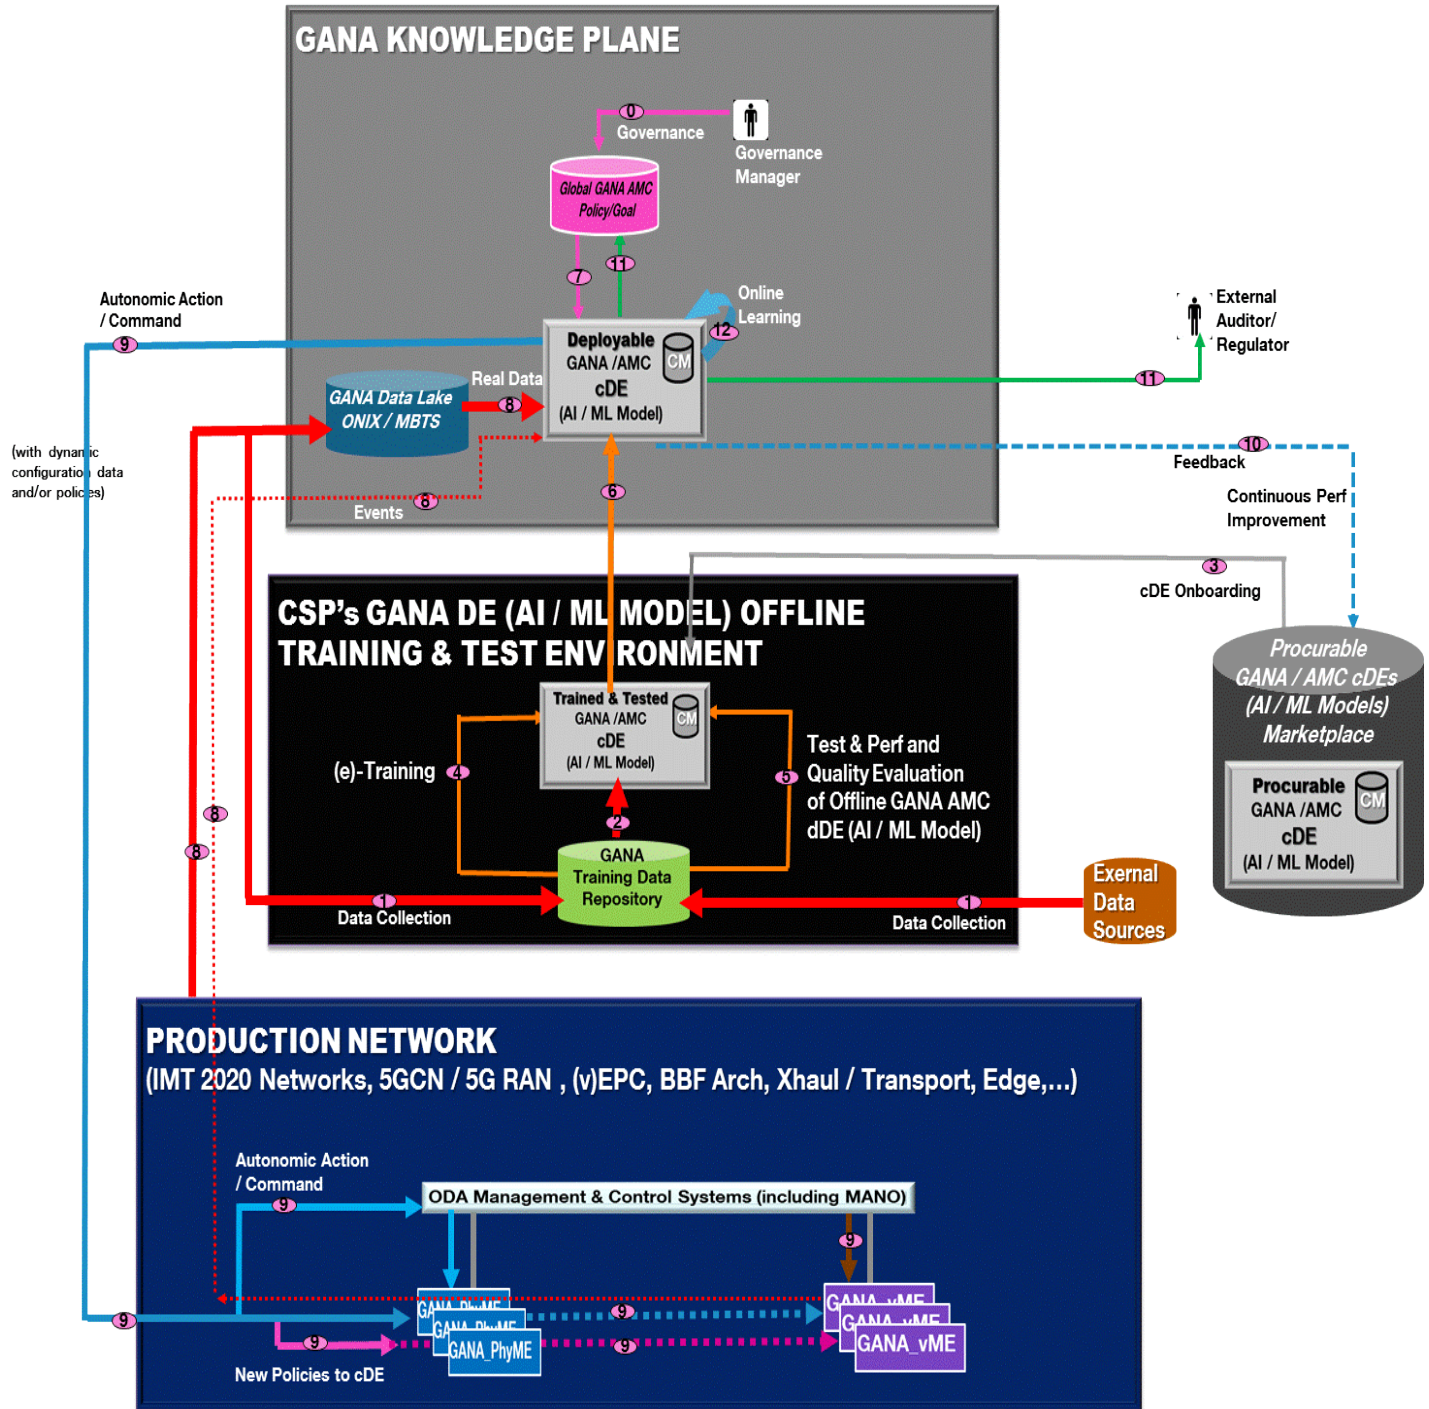 GANA KNOWLEDGE PLANE
0
Governance
Governance
Manager
Global GANA AMC
Policy/Goal
7
11
Online
Learning
12
Autonomic Action
/ Command
9
Deployable
GANA /AMC
cDE
(AI / ML Model)
CM
External
Auditor/
Regulator
11
GANA Data Lake
ONIX / MBTS
Real Data
8
(with dynamic
configuration data
and/or policies)
10
Feedback
6
8
Events
Continuous Perf
Improvement
3
cDE Onboarding
CSP's GANA DE (AI / ML MODEL) OFFLINE
TRAINING & TEST ENVIRONMENT
Procurable
GANA / AMC cDEs
(AI / ML Models)
Marketplace
Trained & Tested
GANA /AMC
cDE
(AI / ML Model)
CM
(e)-Training
4
5
Test & Perf and
Quality Evaluation
of Offline GANA AMC
dDE (AI / ML Model)
Procurable
GANA /AMC
cDE
(AI / ML Model)
CM
8
8
2
GANA
Training Data
Repository
1
Data Collection
1
Data Collection
Exernal
Data
Sources
PRODUCTION NETWORK
(IMT 2020 Networks, 5GCN / 5G RAN , (v)EPC, BBF Arch, Xhaul / Transport, Edge,...)
Autonomic Action
/ Command
9
ODA Management & Control Systems (including MANO)
9
GANA_PhyME
GANA_PhyME
GANA_PhyME
GANA_vME
GANA_vME
GANA_vME
9
9
9
9
New Policies to cDE